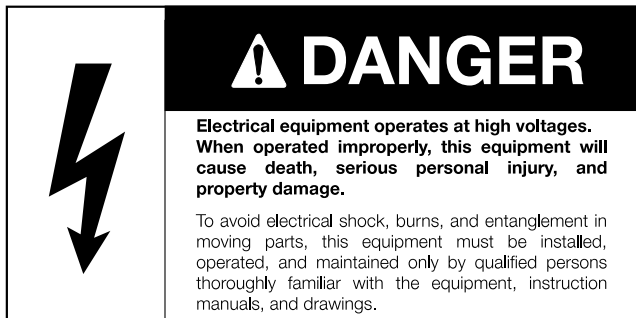 DANGER
Electrical equipment operates at high voltages.
When operated improperly, this equipment will
cause death, serious personal injury, and
property damage.
To avoid electrical shock, burns, and entanglement in
moving parts, this equipment must be installed,
operated, and maintained only by qualified persons
thoroughly familiar with the equipment, instruction
manuals, and drawings.